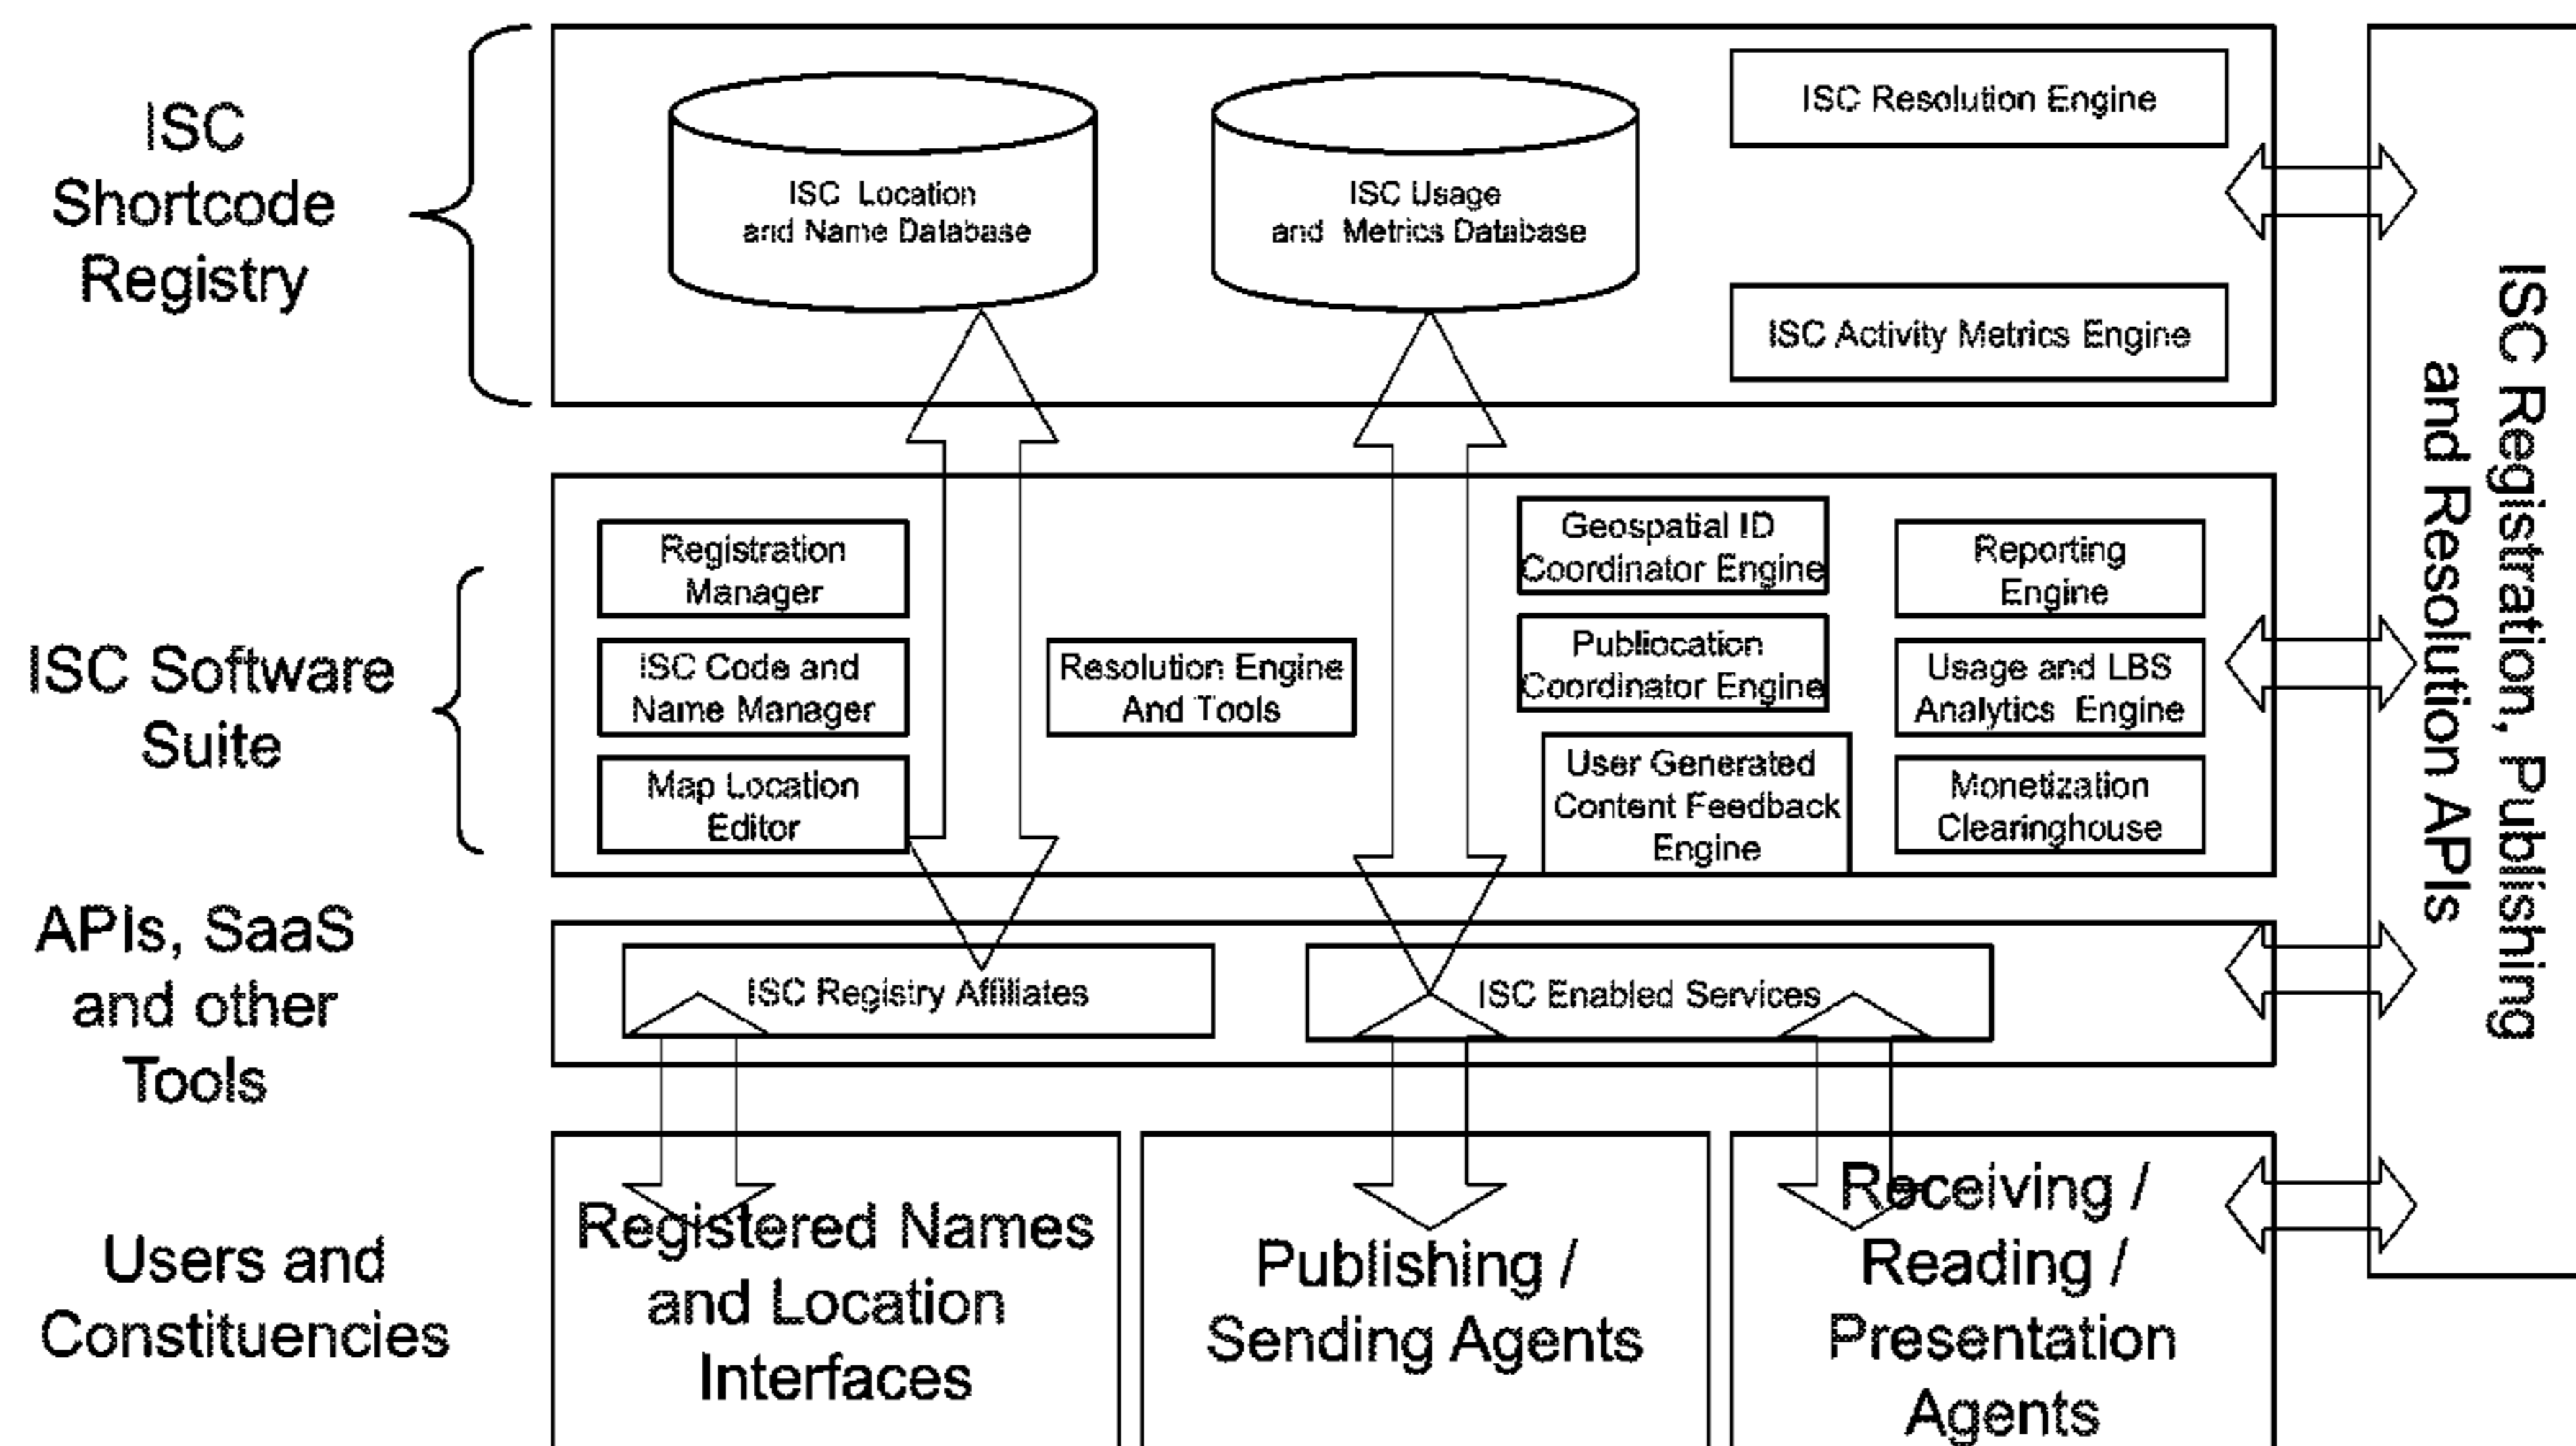 ISC
Shortcode
Registry
ISC Location
and Name Database
ISC Usage
and Metrics Database
ISC Resolution Engine
ISC Activity Metrics Engine
ISC Software
Suite
Registration
Manager
ISC Code and
Name Manager
Map Location
Editor
Resolution Engine
And Tools
Geospatial ID
Coordinator Engine
Publiocation
Coordinator Engine
User Generated
Content Feedback
Engine
Reporting
Engine
Usage and LBS
Analytics Engine
Monetization
Clearinghouse
APIs, SaaS
and other
Tools
ISC Registry Affiliates
ISC Enabled Services
Users and
Constituencies
Registered Names
and Location
Interfaces
Publishing /
Sending Agents
Receiving /
Reading /
Presentation
Agents
ISC Registration, Publishing
and Resolution APIs